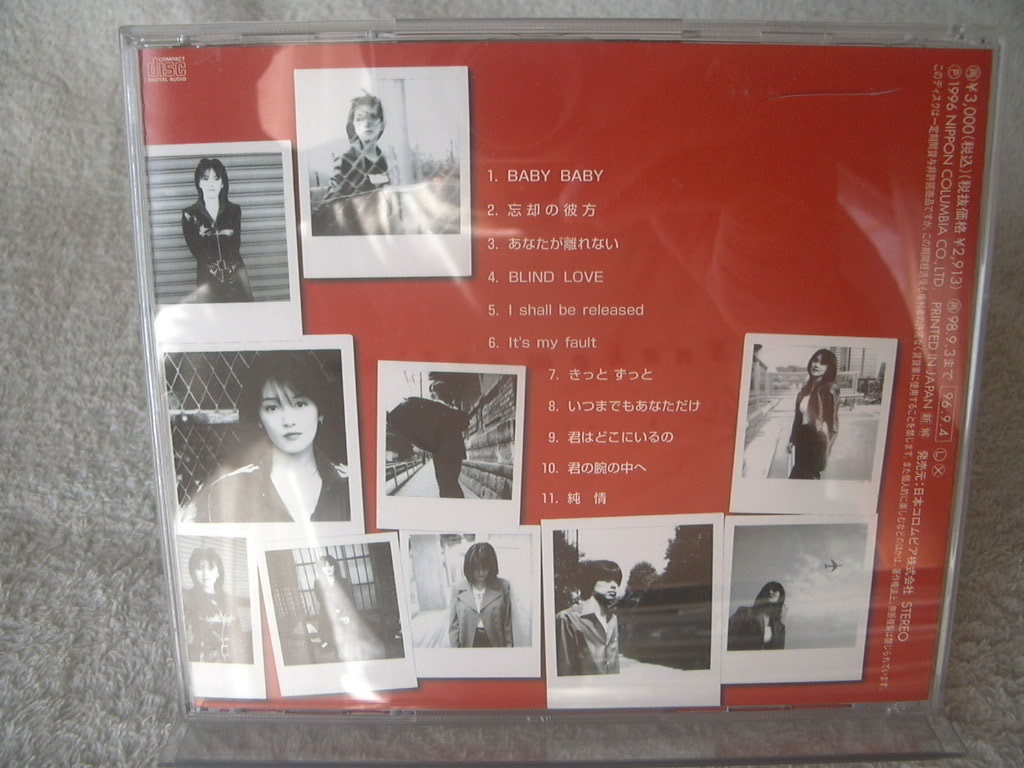 COMPACT
disc
DIGITAL AUDIO
1. BABY BABY
2. 忘却の彼方
3. あなたが離れない
4. BLIND LOVE
5. I shall be released
6. It's my fault
7. きっと ずっと
8. いつまでもあなただけ
9. 君はどこにいるの
10. 君の腕の中へ
11. 純 情
¥3,000(税込)(税抜価格 ¥2,913) 98.9.3まで 96.9.4 Ⓛ Ⓧ
Ⓟ1996 NIPPON COLUMBIA CO., LTD. PRINTED IN JAPAN 発売元:日本コロムビア株式会社 STEREO